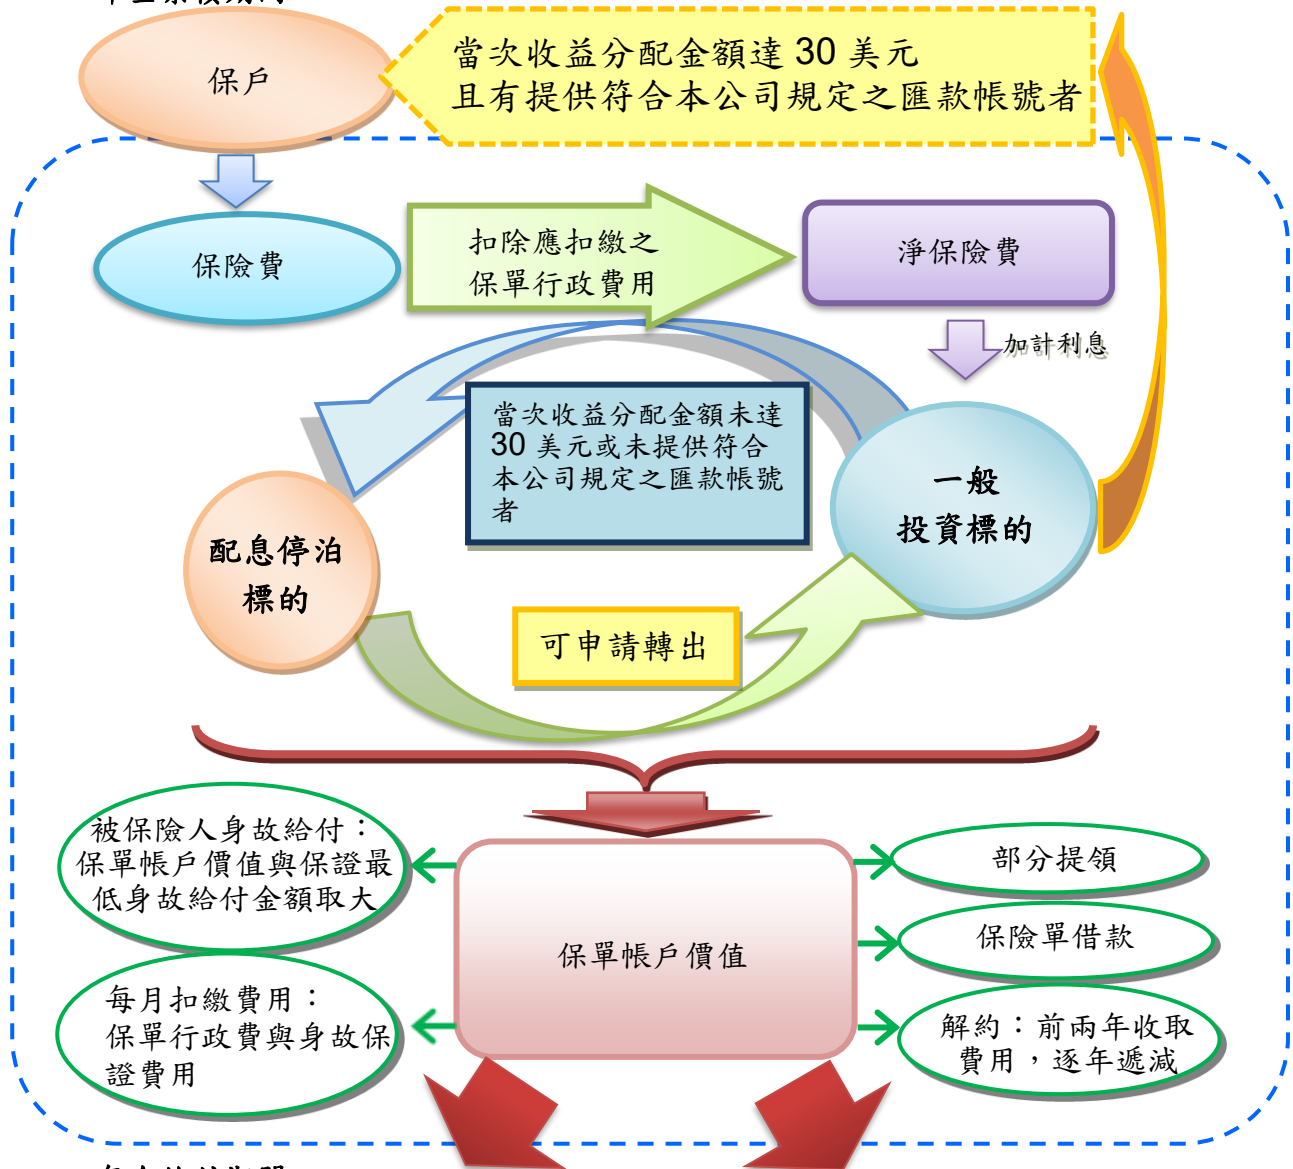 保戶
當次收益分配金額達 30 美元
且有提供符合本公司規定之匯款帳號者
保險費
扣除應扣繳之
保單行政費用
淨保險費
加計利息
當次收益分配金額未達
30 美元或未提供符合
本公司規定之匯款帳號
者
一般
投資標的
配息停泊
標的
可申請轉出
被保險人身故給付：
保單帳戶價值與保證最
低身故給付金額取大
部分提領
保單帳戶價值
保險單借款
每月扣繳費用：
保單行政費與身故保
證費用
解約：前兩年收取
費用，逐年遞減